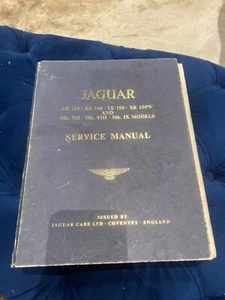 JAGUAR
XK 120 · XK 140 · XK 150 · XK 150'S'
AND
MK. VII · MK. VIII · MK. IX MODELS
SERVICE MANUAL
ISSUED BY
JAGUAR CARS LTD · COVENTRY · ENGLAND